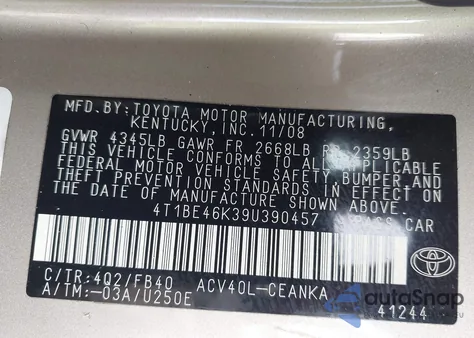 MFD.BY: TOYOTA MOTOR MANUFACTURING,
KENTUCKY, INC. 11/08
GVWR 4345LB GAWR FR 2668LB RR 2359LB
THIS VEHICLE CONFORMS TO ALL APPLICABLE
FEDERAL MOTOR VEHICLE SAFETY, BUMPER, AND
THEFT PREVENTION STANDARDS IN EFFECT ON
THE DATE OF MANUFACTURE SHOWN ABOVE.
4T1BE46K39U390457 PASS CAR
C/TR: 4Q2/FB40 ACV40L-CEANKA
A/TM: -03A/U250E
TOYOTA
41244
autoSnap